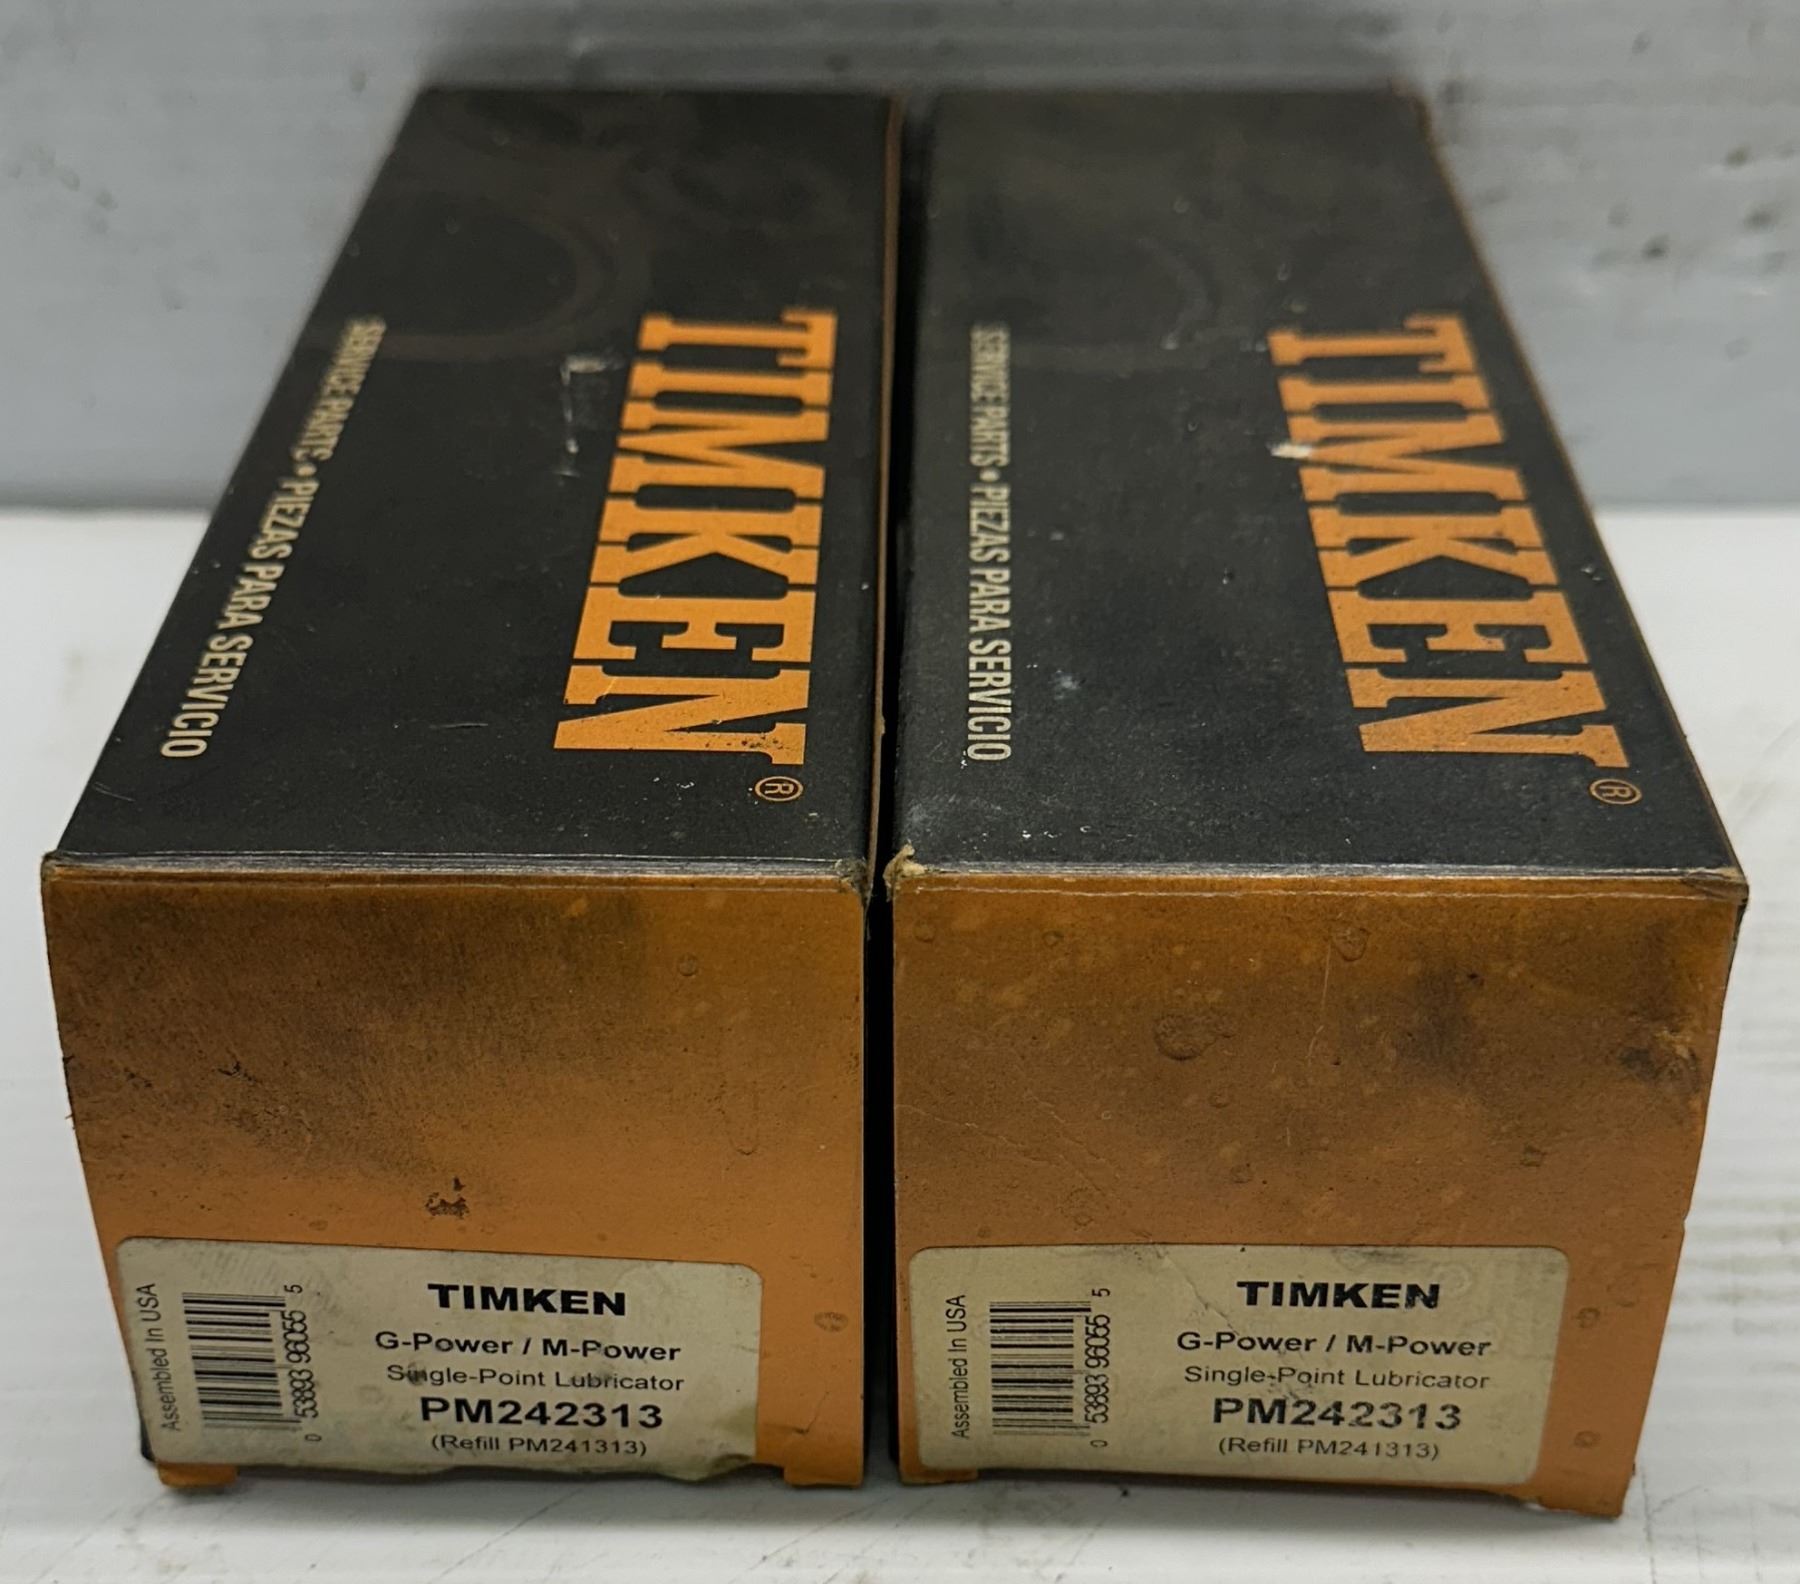 TIMKEN®
SERVICE PARTS • PIEZAS PARA SERVICIO
TIMKEN®
SERVICE PARTS • PIEZAS PARA SERVICIO
Assembled In USA
0 53893 96055 5
TIMKEN
G-Power / M-Power
Single-Point Lubricator
PM242313
(Refill PM241313)
Assembled In USA
0 53893 96055 5
TIMKEN
G-Power / M-Power
Single-Point Lubricator
PM242313
(Refill PM241313)